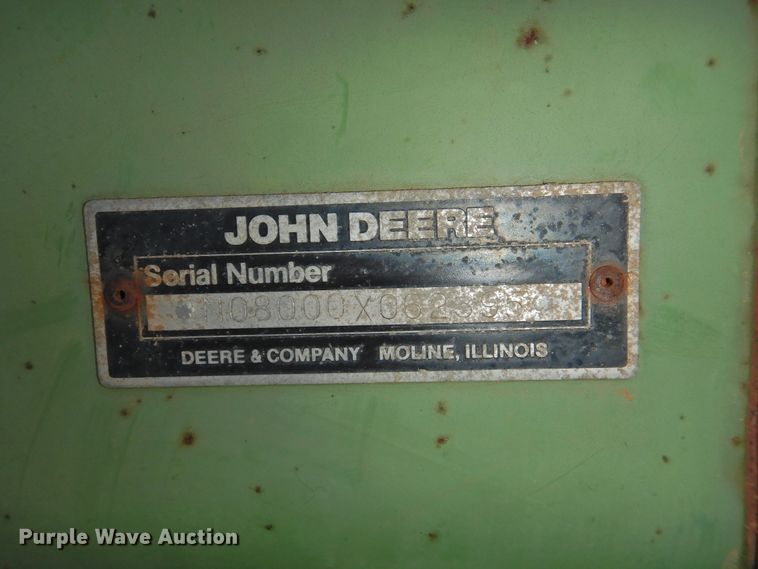 JOHN DEERE
Serial Number
DEERE & COMPANY MOLINE, ILLINOIS
Purple Wave Auction